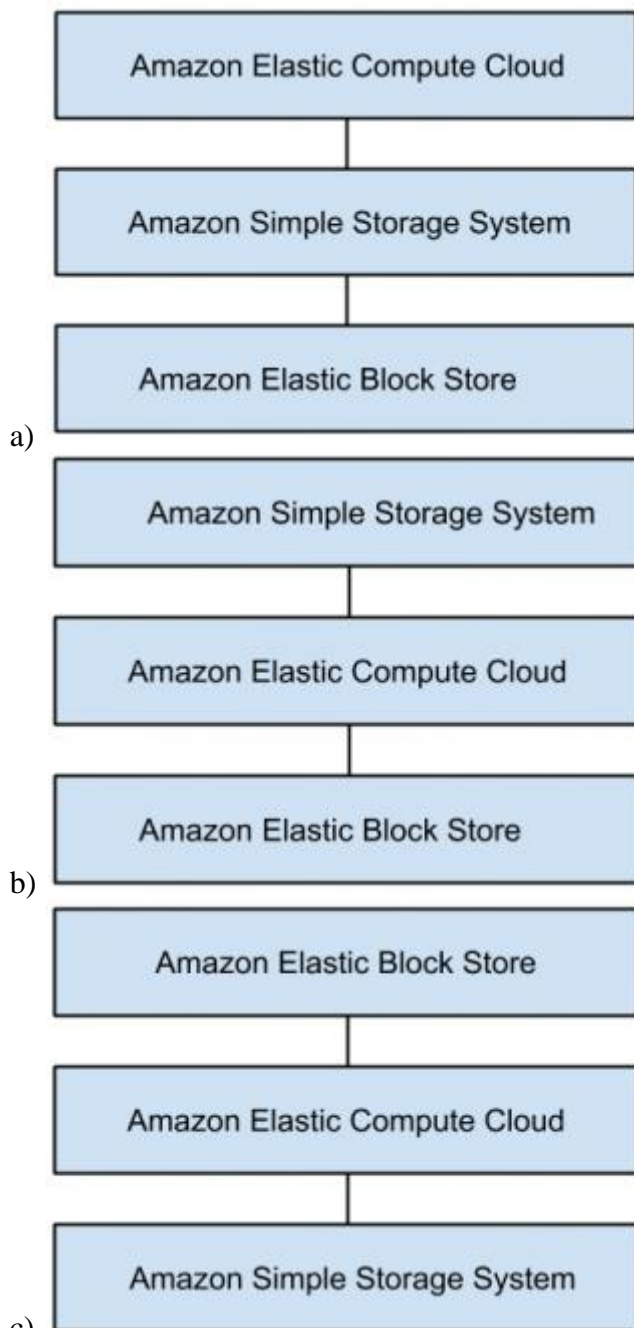 Amazon Elastic Compute Cloud
Amazon Simple Storage System
Amazon Elastic Block Store
a)
Amazon Simple Storage System
Amazon Elastic Compute Cloud
Amazon Elastic Block Store
b)
Amazon Elastic Block Store
Amazon Elastic Compute Cloud
Amazon Simple Storage System
c)